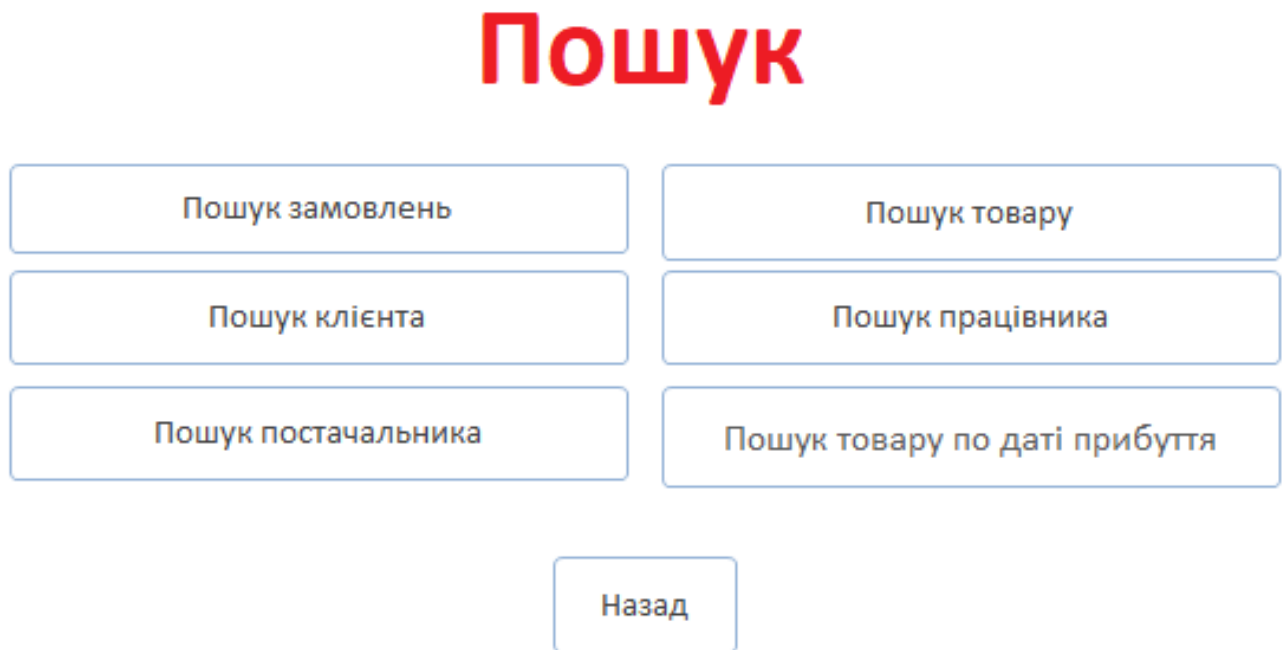 Пошук
Пошук замовлень
Пошук товару
Пошук клієнта
Пошук працівника
Пошук постачальника
Пошук товару по даті прибуття
Назад